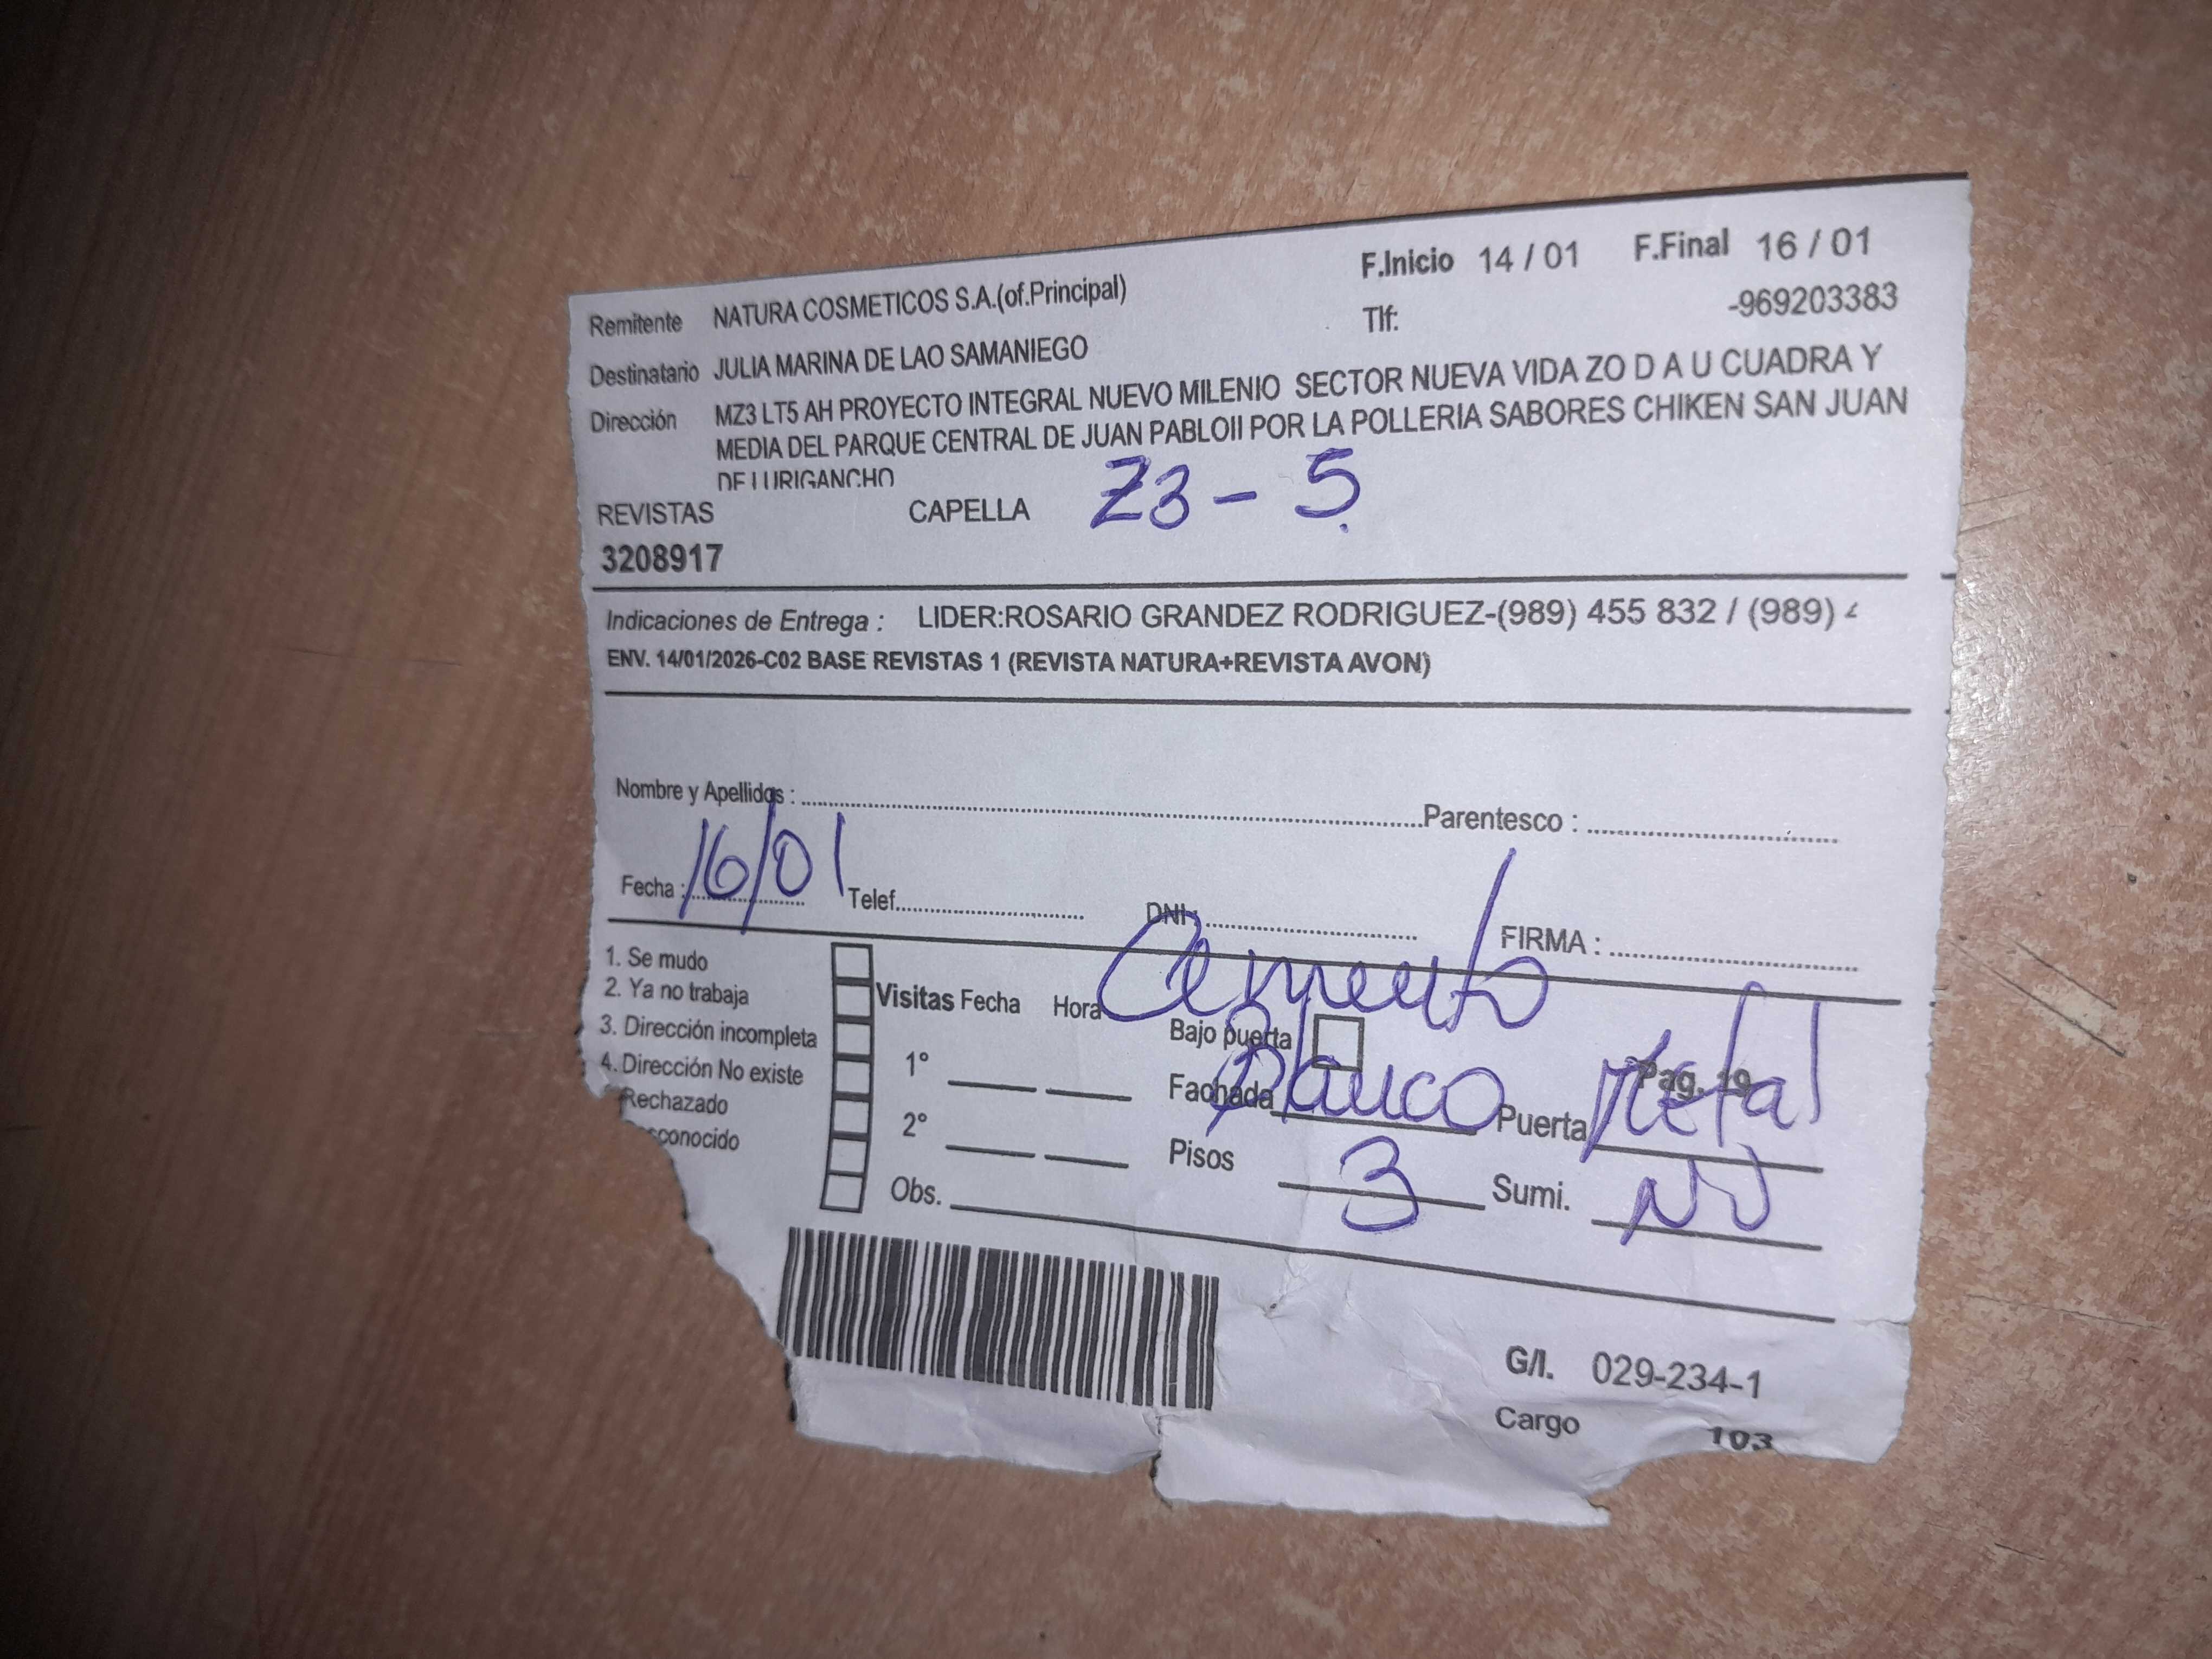 F.Inicio 14 / 01 F.Final 16 / 01
Remitente NATURA COSMETICOS S.A.(of.Principal) Tlf: -969203383
Destinatario JULIA MARINA DE LAO SAMANIEGO
Dirección MZ3 LT5 AH PROYECTO INTEGRAL NUEVO MILENIO SECTOR NUEVA VIDA ZO D A U CUADRA Y
MEDIA DEL PARQUE CENTRAL DE JUAN PABLOII POR LA POLLERIA SABORES CHIKEN SAN JUAN
DE LURIGANCHO
REVISTAS CAPELLA Z3 - 5
3208917
Indicaciones de Entrega : LIDER:ROSARIO GRANDEZ RODRIGUEZ-(989) 455 832 / (989)
ENV. 14/01/2026-C02 BASE REVISTAS 1 (REVISTA NATURA+REVISTA AVON)
Nombre y Apellidos : Parentesco :
Fecha : 16/01 Telef. DNI: FIRMA :
1. Se mudo
2. Ya no trabaja Visitas Fecha Hora Cemento /
3. Dirección incompleta Bajo puerta
4. Dirección No existe 1° Fachada Blanco Puerta Metal Pag. 19
Rechazado 2° Pisos 3 Sumi. NO
sconocido Obs.
G/I. 029-234-1
Cargo 103